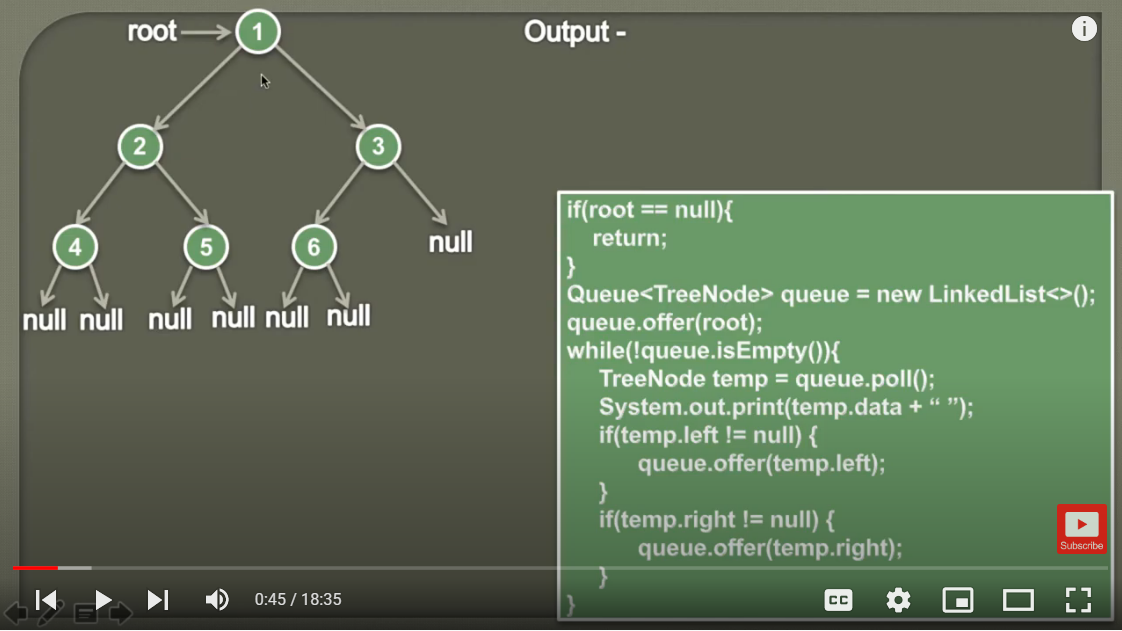 root
1
Output -
2
3
4
5
6
null
null
null
null
null
null
null
if(root == null){
return;
}
Queue<TreeNode> queue = new LinkedList<>();
queue.offer(root);
while(!queue.isEmpty()){
TreeNode temp = queue.poll();
System.out.print(temp.data + “ ”);
if(temp.left != null) {
queue.offer(temp.left);
}
if(temp.right != null) {
queue.offer(temp.right);
}
}
Subscribe
0:45 / 18:35
CC